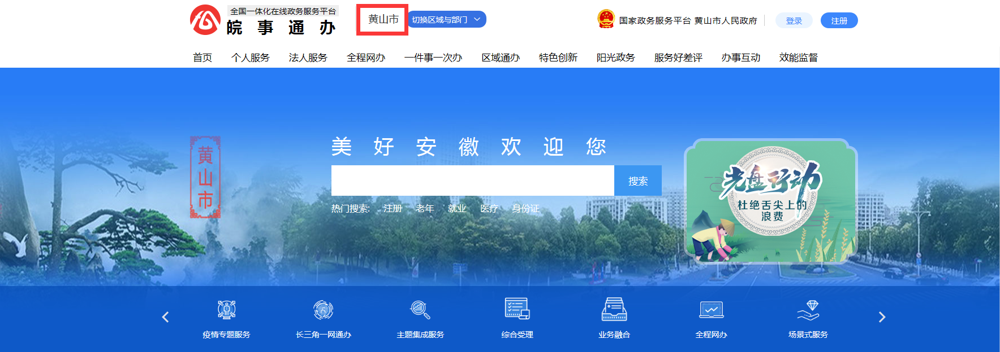 全国一体化在线政务服务平台
皖事通办
黄山市
切换区域与部门
国家政务服务平台 黄山市人民政府
登录
注册
首页 个人服务 法人服务 全程网办 一件事一次办 区域通办 特色创新 阳光政务 服务好差评 办事互动 效能监督
黄山市
美好安徽欢迎您
搜索
热门搜索: 注册 老年 就业 医疗 身份证
光盘行动
杜绝舌尖上的
浪费
疫情专题服务 长三角一网通办 主题集成服务 综合受理 业务融合 全程网办 场景式服务